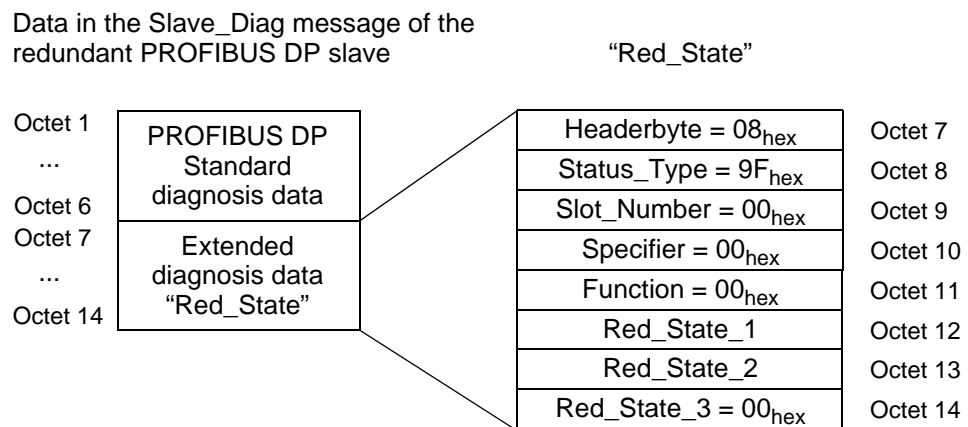 Data in the Slave_Diag message of the
redundant PROFIBUS DP slave
“Red_State”
Octet 1
...
Octet 6
Octet 7
...
Octet 14
PROFIBUS DP
Standard
diagnosis data
Extended
diagnosis data
“Red_State”
Headerbyte = 08hex
Octet 7
Status_Type = 9Fhex
Octet 8
Slot_Number = 00hex
Octet 9
Specifier = 00hex
Octet 10
Function = 00hex
Octet 11
Red_State_1
Octet 12
Red_State_2
Octet 13
Red_State_3 = 00hex
Octet 14